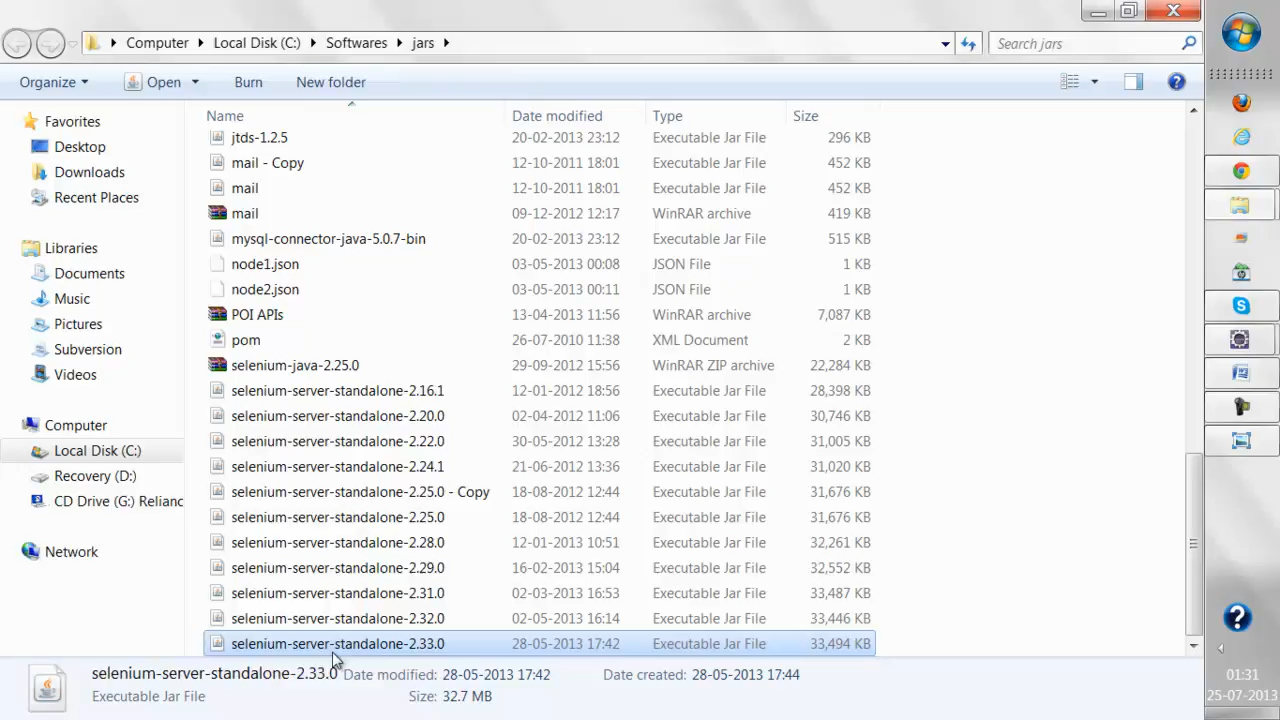 Computer Local Disk (C:) Softwares jars
Search jars
Organize Open Burn New folder
Favorites
Desktop
Downloads
Recent Places
Libraries
Documents
Music
Pictures
Subversion
Videos
Computer
Local Disk (C:)
Recovery (D:)
CD Drive (G:) Relianc
Network
Name Date modified Type Size
jtds-1.2.5 20-02-2013 23:12 Executable Jar File 296 KB
mail - Copy 12-10-2011 18:01 Executable Jar File 452 KB
mail 12-10-2011 18:01 Executable Jar File 452 KB
mail 09-12-2012 12:17 WinRAR archive 419 KB
mysql-connector-java-5.0.7-bin 20-02-2013 23:12 Executable Jar File 515 KB
node1.json 03-05-2013 00:08 JSON File 1 KB
node2.json 03-05-2013 00:11 JSON File 1 KB
POI APIs 13-04-2013 11:56 WinRAR archive 7,087 KB
pom 26-07-2010 11:38 XML Document 2 KB
selenium-java-2.25.0 29-09-2012 15:56 WinRAR ZIP archive 22,284 KB
selenium-server-standalone-2.16.1 12-01-2012 18:56 Executable Jar File 28,398 KB
selenium-server-standalone-2.20.0 02-04-2012 11:06 Executable Jar File 30,746 KB
selenium-server-standalone-2.22.0 30-05-2012 13:28 Executable Jar File 31,005 KB
selenium-server-standalone-2.24.1 21-06-2012 13:36 Executable Jar File 31,020 KB
selenium-server-standalone-2.25.0 - Copy 18-08-2012 12:44 Executable Jar File 31,676 KB
selenium-server-standalone-2.25.0 18-08-2012 12:44 Executable Jar File 31,676 KB
selenium-server-standalone-2.28.0 12-01-2013 10:51 Executable Jar File 32,261 KB
selenium-server-standalone-2.29.0 16-02-2013 15:04 Executable Jar File 32,552 KB
selenium-server-standalone-2.31.0 02-03-2013 16:53 Executable Jar File 33,487 KB
selenium-server-standalone-2.32.0 02-05-2013 16:14 Executable Jar File 33,446 KB
selenium-server-standalone-2.33.0 28-05-2013 17:42 Executable Jar File 33,494 KB
selenium-server-standalone-2.33.0 Date modified: 28-05-2013 17:42 Date created: 28-05-2013 17:44
Executable Jar File Size: 32.7 MB
01:31
25-07-2013